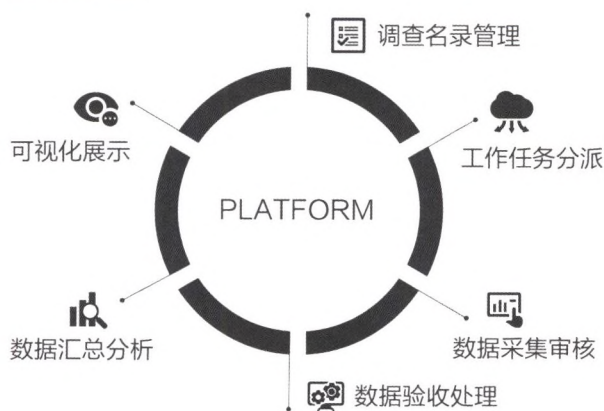 调查名录管理
工作任务分派
数据采集审核
数据验收处理
数据汇总分析
可视化展示
PLATFORM